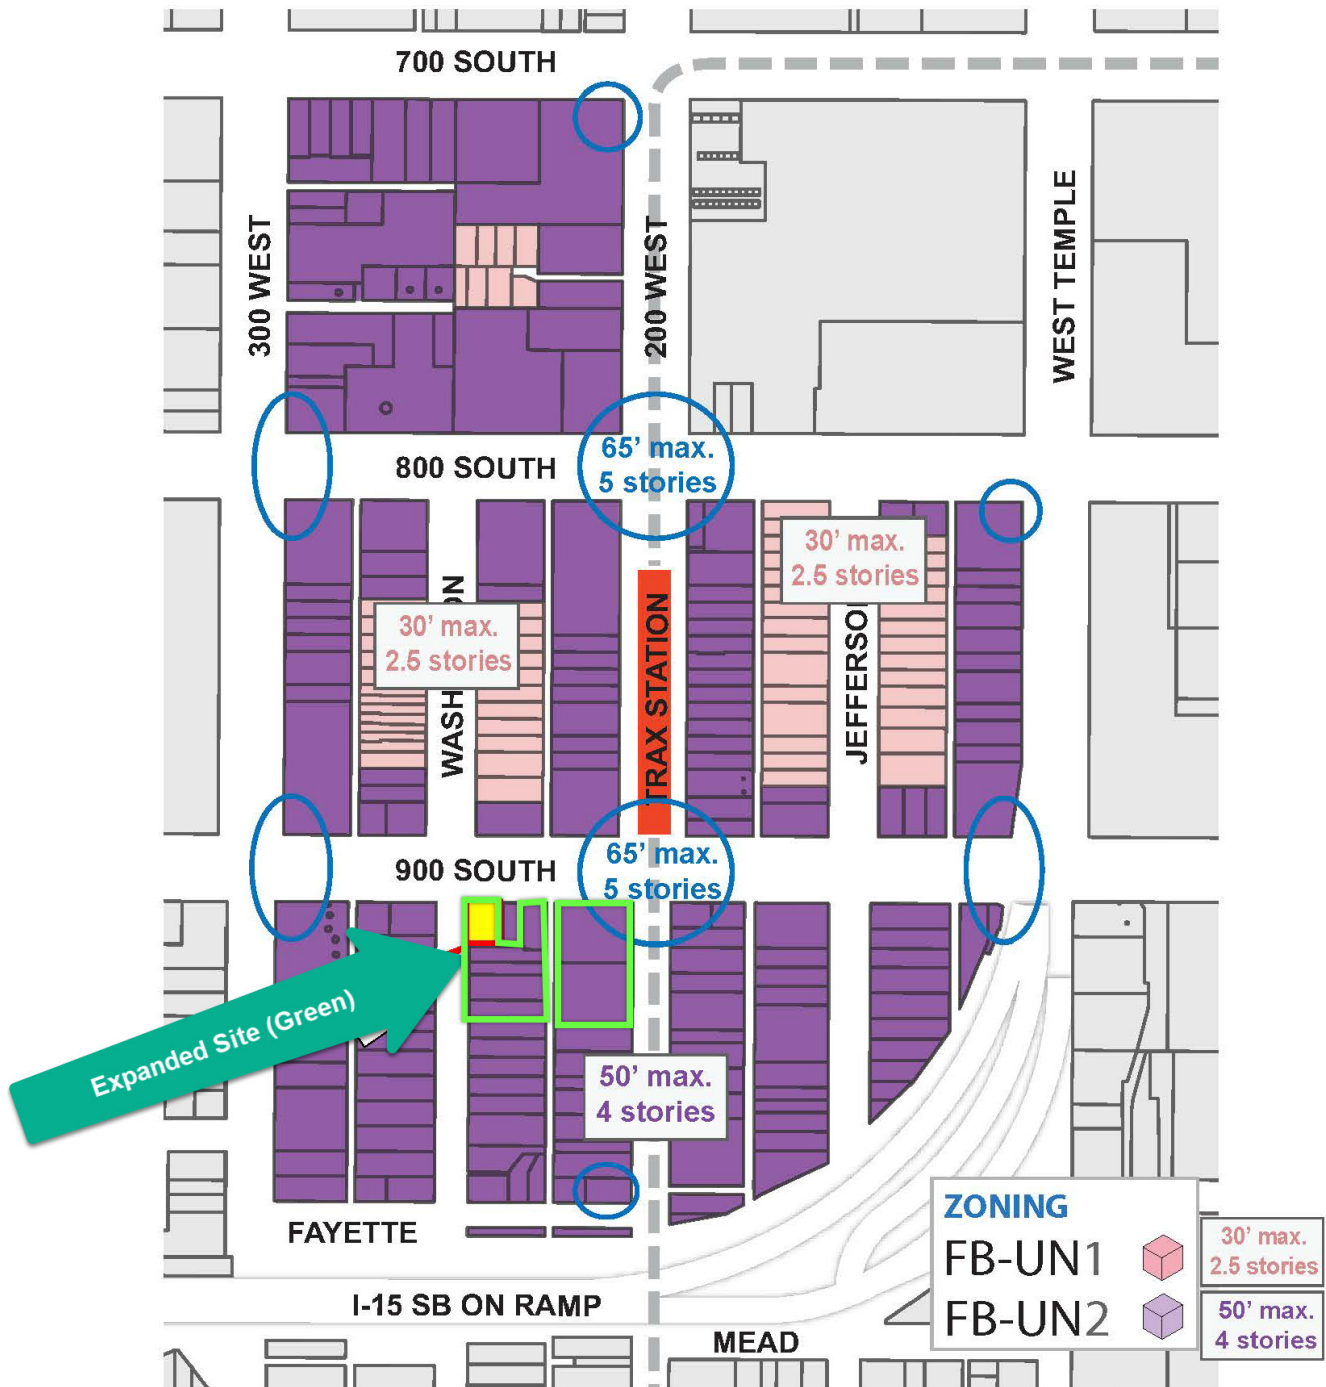 700 SOUTH
300 WEST
200 WEST
WEST TEMPLE
65' max.
5 stories
800 SOUTH
30' max.
2.5 stories
30' max.
2.5 stories
WASH
ON
TRAX STATION
JEFFERSO
900 SOUTH
65' max.
5 stories
Expanded Site (Green)
50' max.
4 stories
FAYETTE
I-15 SB ON RAMP
MEAD
ZONING
FB-UN1
30' max.
2.5 stories
FB-UN2
50' max.
4 stories